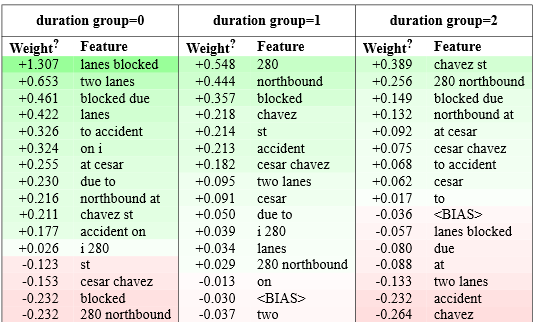 duration group=0 duration group=1 duration group=2
Weight? Feature Weight? Feature Weight? Feature
+1.307 lanes blocked +0.548 280 +0.389 chavez st
+0.653 two lanes +0.444 northbound +0.256 280 northbound
+0.461 blocked due +0.357 blocked +0.149 blocked due
+0.422 lanes +0.218 chavez +0.132 northbound at
+0.326 to accident +0.214 st +0.092 at cesar
+0.324 on i +0.213 accident +0.075 cesar chavez
+0.255 at cesar +0.182 cesar chavez +0.068 to accident
+0.230 due to +0.095 two lanes +0.062 cesar
+0.216 northbound at +0.091 cesar +0.017 to
+0.211 chavez st +0.050 due to -0.036 <BIAS>
+0.177 accident on +0.039 i 280 -0.057 lanes blocked
+0.026 i 280 +0.034 lanes -0.080 due
-0.123 st +0.029 280 northbound -0.088 at
-0.153 cesar chavez -0.013 on -0.133 two lanes
-0.232 blocked -0.030 <BIAS> -0.232 accident
-0.232 280 northbound -0.037 two -0.264 chavez